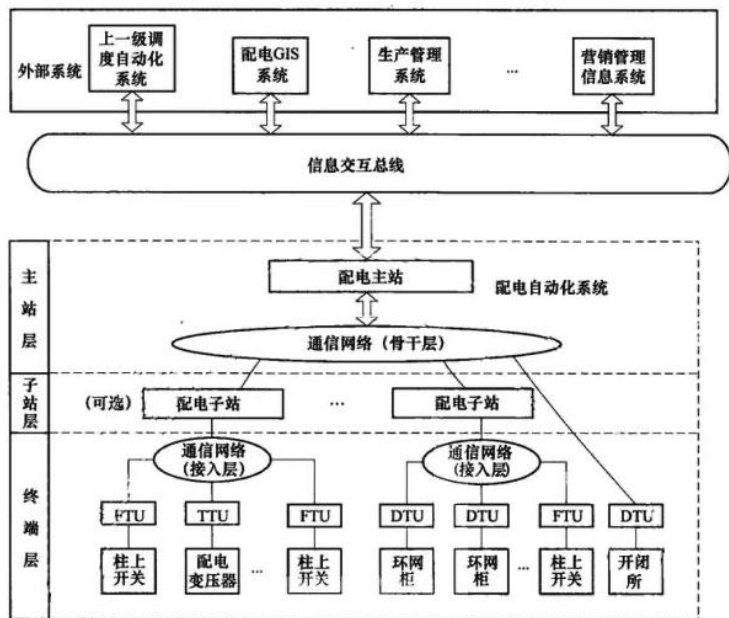 外部系统
上一级调
度自动化
系统
配电GIS
系统
生产管理
系统
...
营销管理
信息系统
信息交互总线
主
站
层
配电主站
配电自动化系统
通信网络(骨干层)
子
站
层
(可选)
配电子站
...
配电子站
终
端
层
通信网络
(接入层)
通信网络
(接入层)
FTU
TTU
FTU
DTU
DTU
FTU
DTU
柱上
开关
配电
变压器
...
柱上
开关
环网
柜
环网
柜
...
柱上
开关
开闭
所